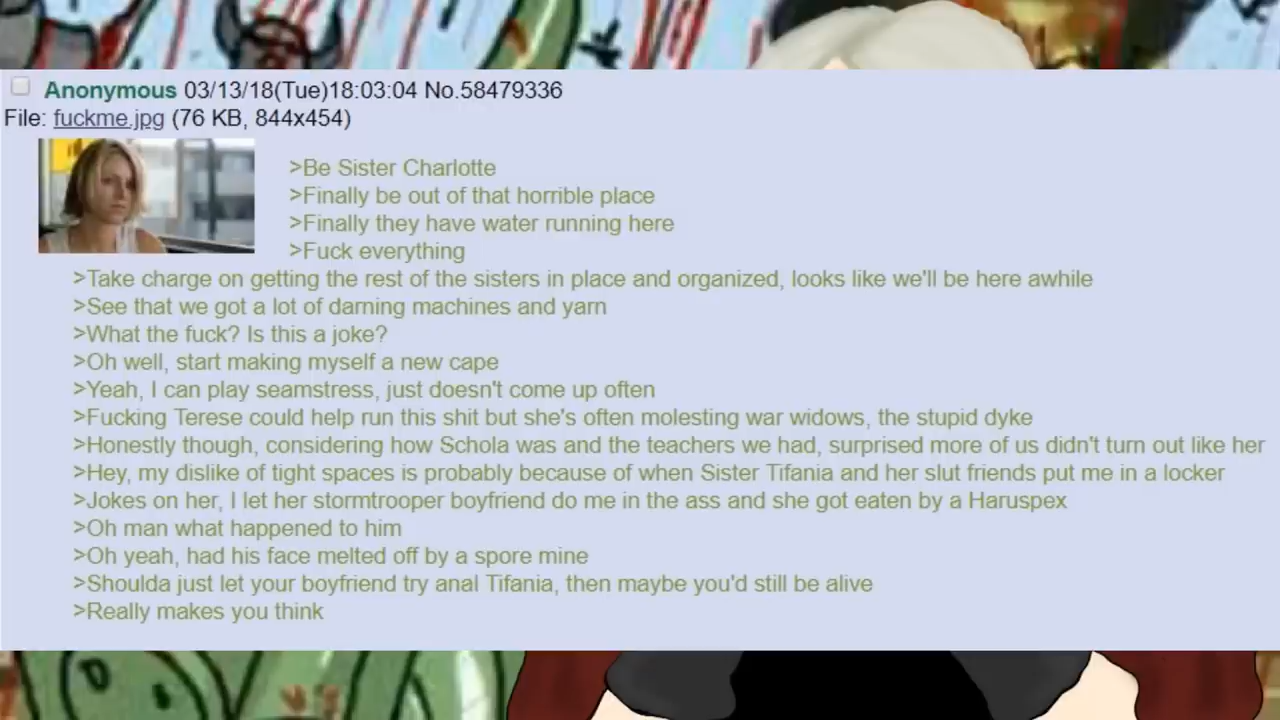 Anonymous 03/13/18(Tue)18:03:04 No.58479336
File: fuckme.jpg (76 KB, 844x454)
>Be Sister Charlotte
>Finally be out of that horrible place
>Finally they have water running here
>Fuck everything
>Take charge on getting the rest of the sisters in place and organized, looks like we'll be here awhile
>See that we got a lot of darning machines and yarn
>What the fuck? Is this a joke?
>Oh well, start making myself a new cape
>Yeah, I can play seamstress, just doesn't come up often
>Fucking Terese could help run this shit but she's often molesting war widows, the stupid dyke
>Honestly though, considering how Schola was and the teachers we had, surprised more of us didn't turn out like her
>Hey, my dislike of tight spaces is probably because of when Sister Tifania and her slut friends put me in a locker
>Jokes on her, I let her stormtrooper boyfriend do me in the ass and she got eaten by a Haruspex
>Oh man what happened to him
>Oh yeah, had his face melted off by a spore mine
>Shoulda just let your boyfriend try anal Tifania, then maybe you'd still be alive
>Really makes you think